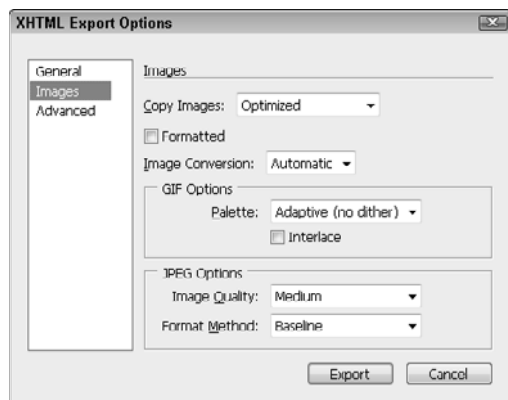 XHTML Export Options
General
Images
Advanced
Images
Copy Images: Optimized
Formatted
Image Conversion: Automatic
GIF Options
Palette: Adaptive (no dither)
Interlace
JPEG Options
Image Quality: Medium
Format Method: Baseline
Export Cancel